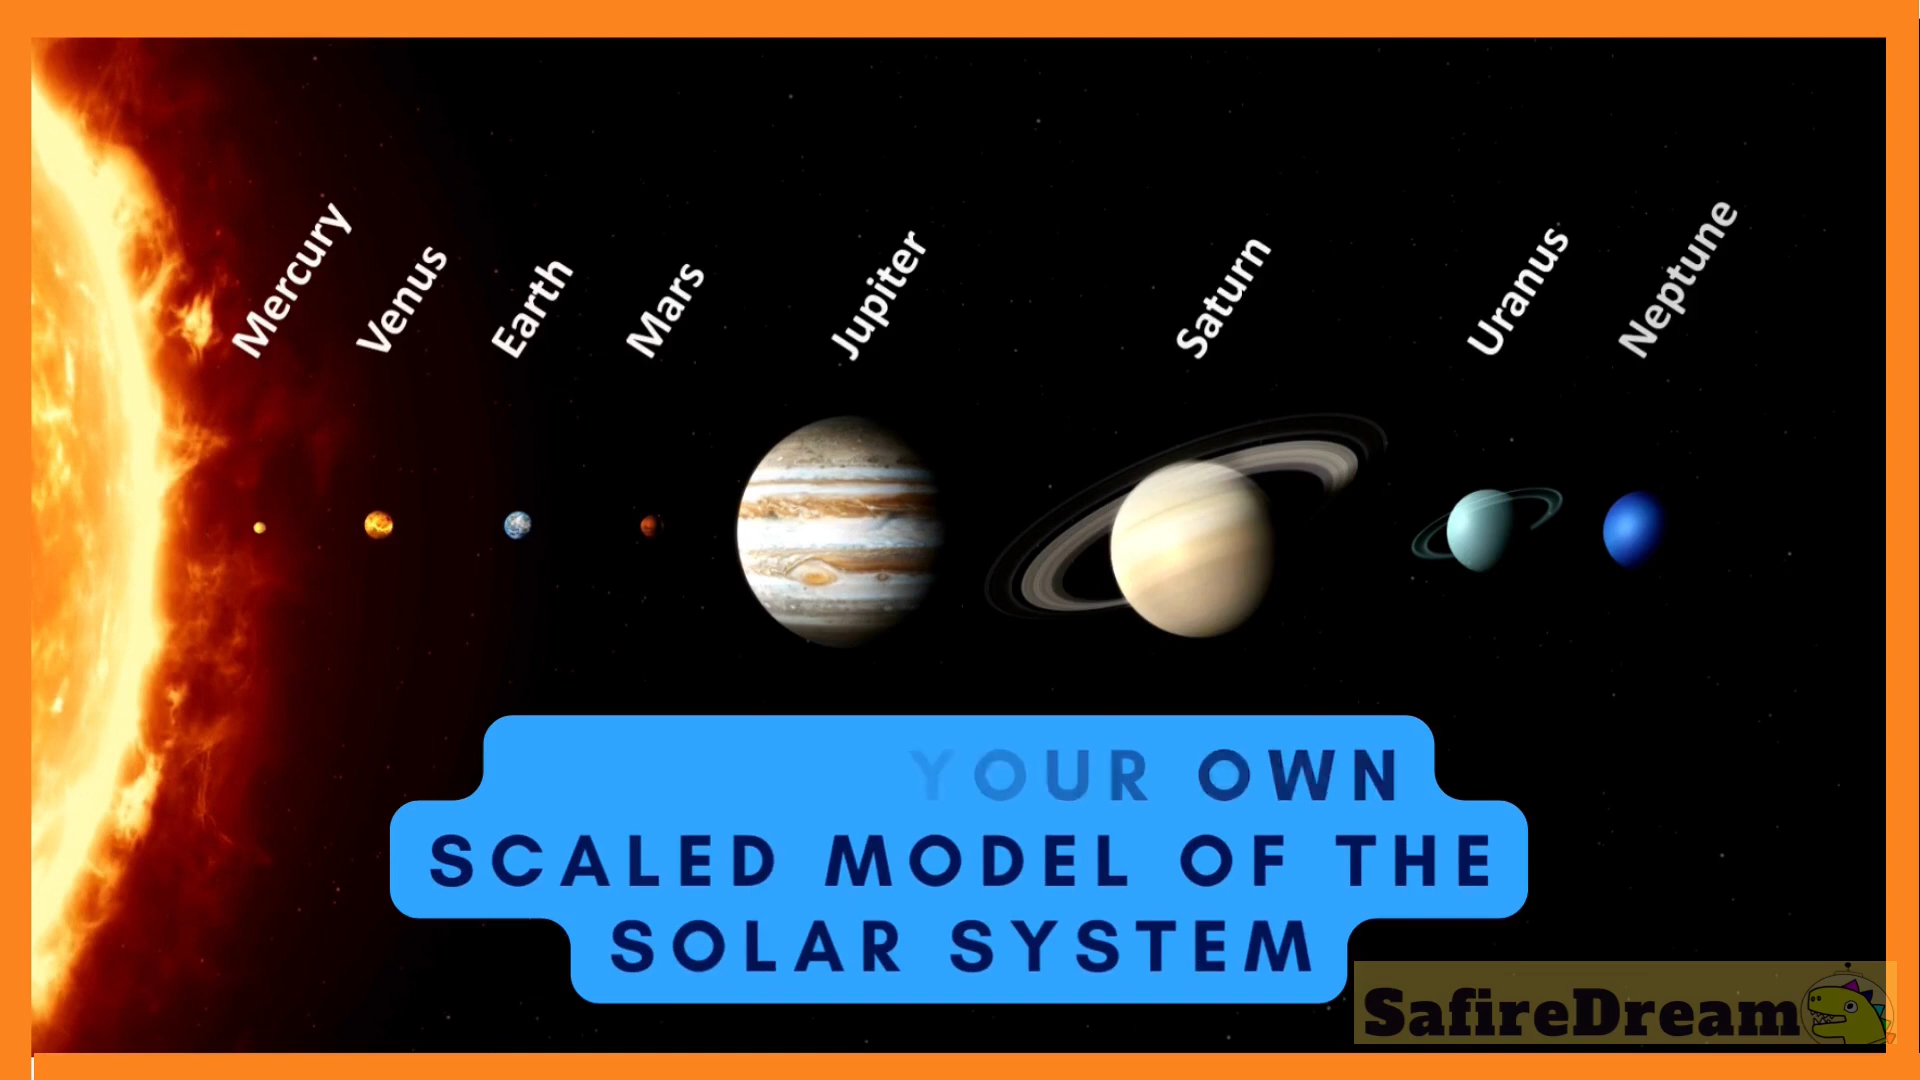 Mercury
Venus
Earth
Mars
Jupiter
Saturn
Uranus
Neptune
YOUR OWN
SCALED MODEL OF THE
SOLAR SYSTEM
SafireDream